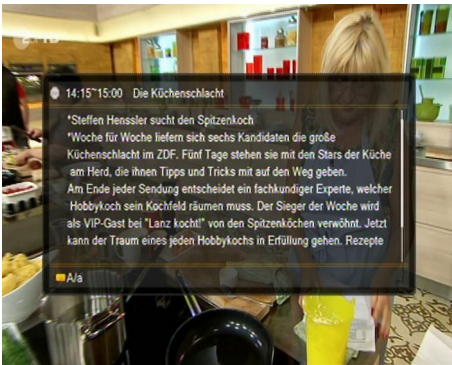 ZDF
14:15~15:00 Die Küchenschlacht
*Steffen Henssler sucht den Spitzenkoch
*Woche für Woche liefern sich sechs Kandidaten die große
Küchenschlacht im ZDF. Fünf Tage stehen sie mit den Stars der Küche
am Herd, die ihnen Tipps und Tricks mit auf den Weg geben.
Am Ende jeder Sendung entscheidet ein fachkundiger Experte, welcher
Hobbykoch sein Kochfeld räumen muss. Der Sieger der Woche wird
als VIP-Gast bei "Lanz kocht!" von den Spitzenköchen verwöhnt. Jetzt
kann der Traum eines jeden Hobbykochs in Erfüllung gehen. Rezepte
A/a